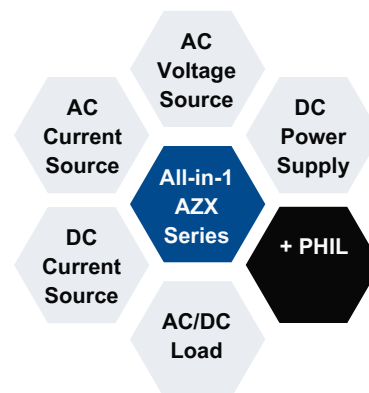 AC
Voltage
Source
AC
Current
Source
DC
Power
Supply
All-in-1
AZX
Series
DC
Current
Source
+ PHIL
AC/DC
Load